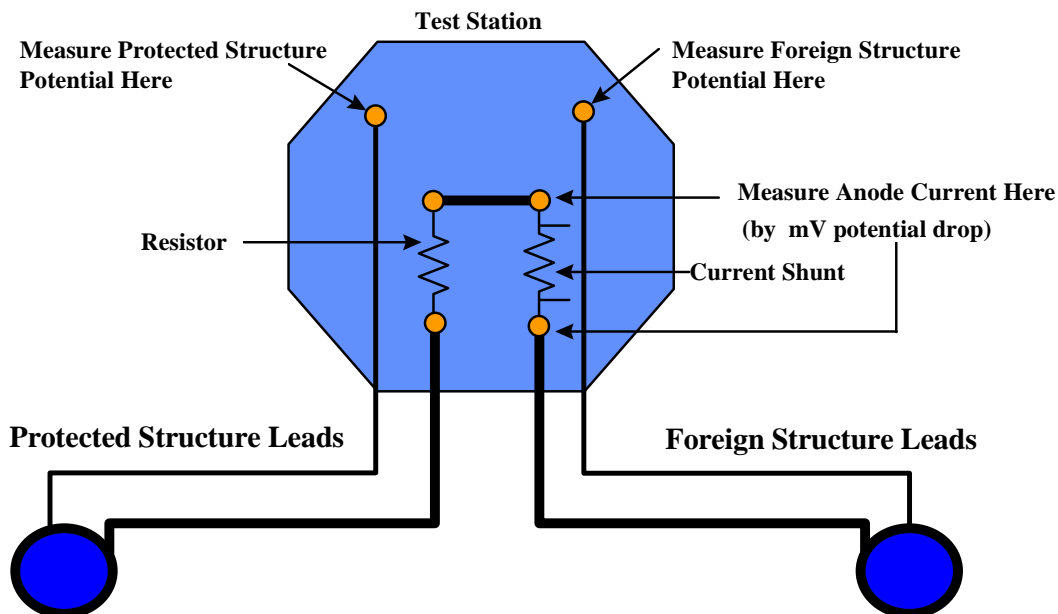 Test Station
Measure Protected Structure
Potential Here
Measure Foreign Structure
Potential Here
Measure Anode Current Here
(by mV potential drop)
Resistor
Current Shunt
Protected Structure Leads
Foreign Structure Leads